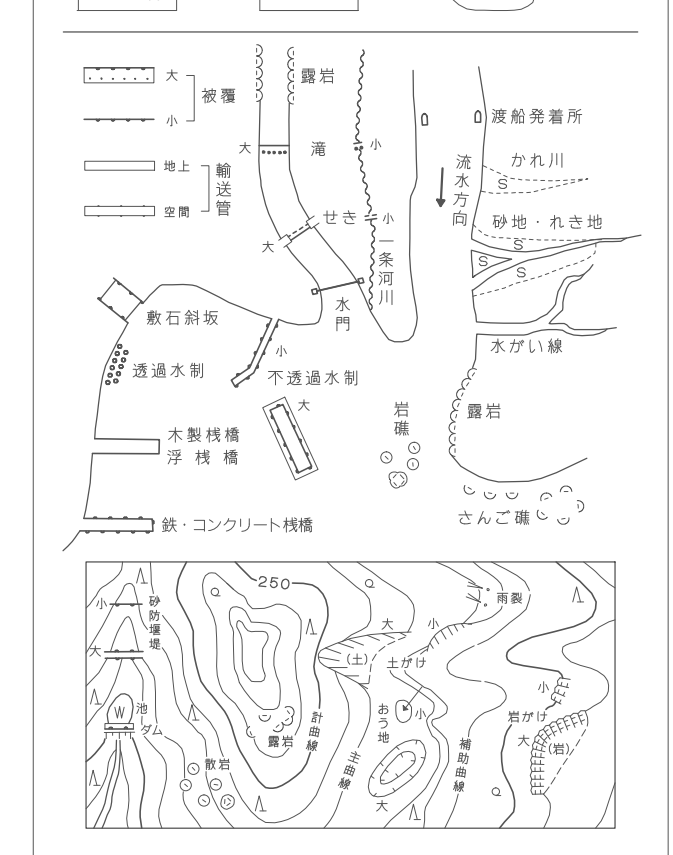 大
被覆
小
地上
輸送管
空間
露岩
大
滝
小
大
せき
小
一条河川
水門
流水方向
渡船発着所
かれ川
S
砂地・れき地
S
S
S
水がい線
敷石斜坂
透過水制
小
不透過水制
大
木製桟橋
浮桟橋
鉄・コンクリート桟橋
岩礁
露岩
さんご礁
250
小
砂防堰堤
大
W
池
ダム
散岩
露岩
計曲線
主曲線
大
(土)
土がけ
小
おう地
小
大
補助曲線
雨裂
小
岩がけ
大
(岩)